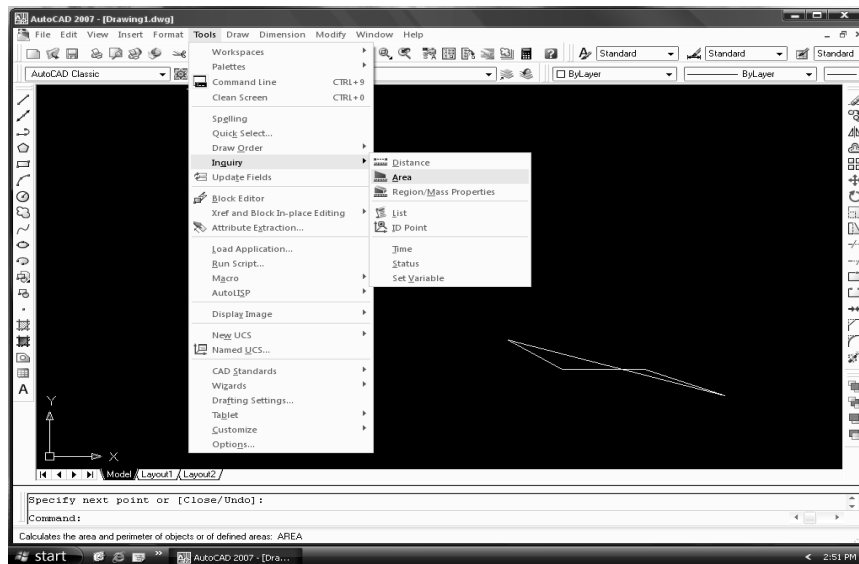 AutoCAD 2007 - [Drawing1.dwg]
File Edit View Insert Format Tools Draw Dimension Modify Window Help
Standard Standard Standard
AutoCAD Classic ByLayer ByLayer
Workspaces
Palettes
Command Line CTRL+9
Clean Screen CTRL+0
Spelling
Quick Select...
Draw Order
Inquiry
Update Fields
Block Editor
Xref and Block In-place Editing
Attribute Extraction...
Load Application...
Run Script...
Macro
AutoLISP
Display Image
New UCS
Named UCS...
CAD Standards
Wizards
Drafting Settings...
Tablet
Customize
Options...
Distance
Area
Region/Mass Properties
List
ID Point
Time
Status
Set Variable
A
Y
X
Model Layout1 Layout2
Specify next point or [Close/Undo]:
Command:
Calculates the area and perimeter of objects or of defined areas: AREA
start AutoCAD 2007 - [Dra... 2:51 PM